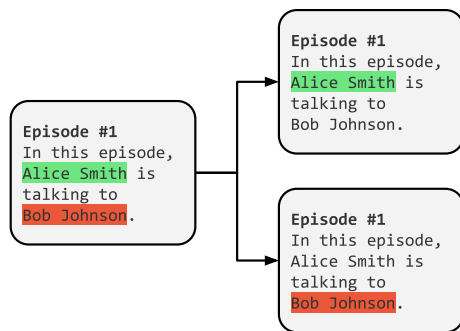 Episode #1
In this episode,
Alice Smith is
talking to
Bob Johnson.
Episode #1
In this episode,
Alice Smith is
talking to
Bob Johnson.
Episode #1
In this episode,
Alice Smith is
talking to
Bob Johnson.